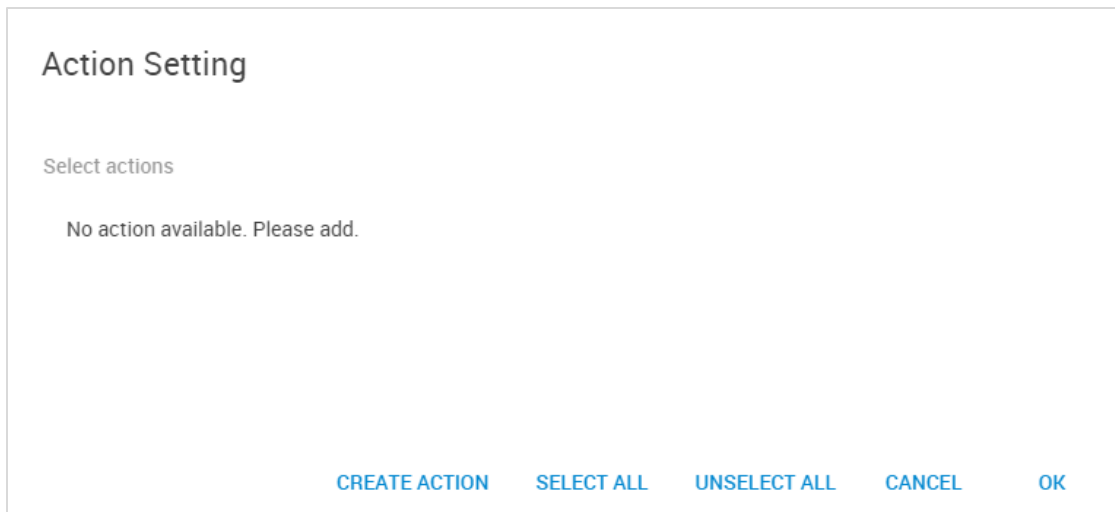 Action Setting
Select actions
No action available. Please add.
CREATE ACTION SELECT ALL UNSELECT ALL CANCEL OK